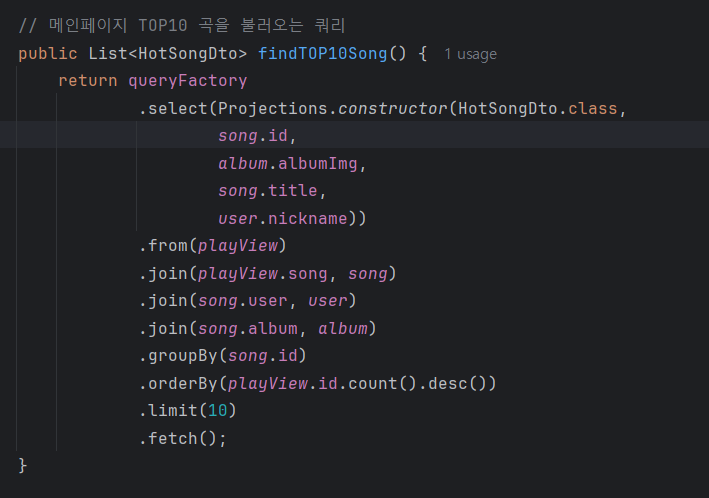 // 메인페이지 TOP10 곡을 불러오는 쿼리
public List<HotSongDto> findTOP10Song() { 1 usage
return queryFactory
.select(Projections.constructor(HotSongDto.class,
song.id,
album.albumImg,
song.title,
user.nickname))
.from(playView)
.join(playView.song, song)
.join(song.user, user)
.join(song.album, album)
.groupBy(song.id)
.orderBy(playView.id.count().desc())
.limit(10)
.fetch();
}